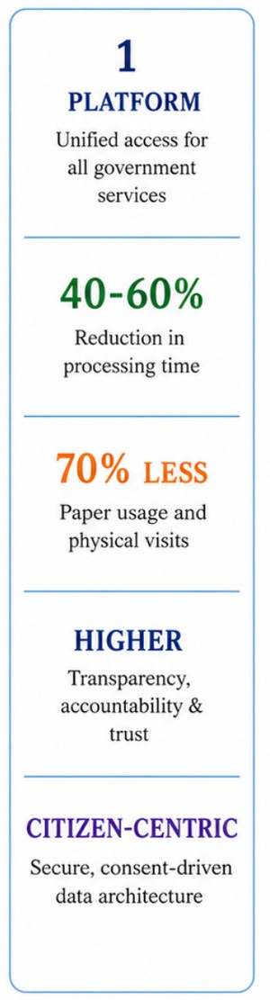 1
PLATFORM
Unified access for
all government
services
40-60%
Reduction in
processing time
70% LESS
Paper usage and
physical visits
HIGHER
Transparency,
accountability &
trust
CITIZEN-CENTRIC
Secure, consent-driven
data architecture